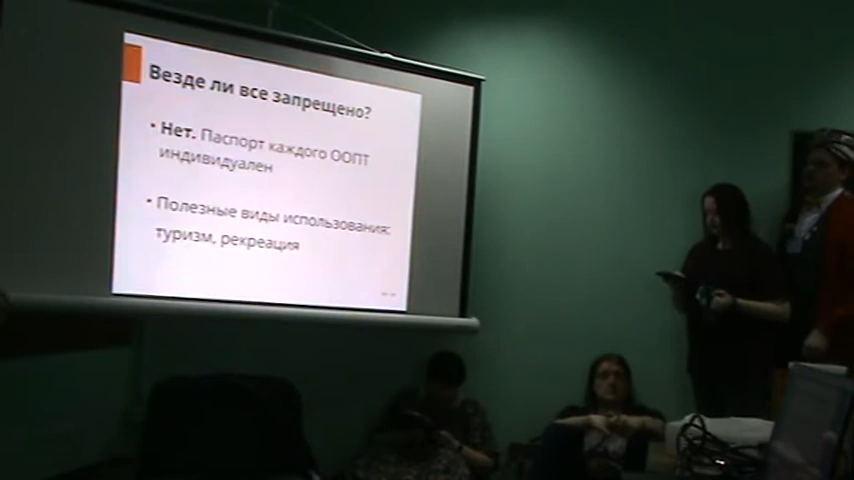 Везде ли все запрещено?
• Нет. Паспорт каждого ООПТ
индивидуален
• Полезные виды использования:
туризм, рекреация